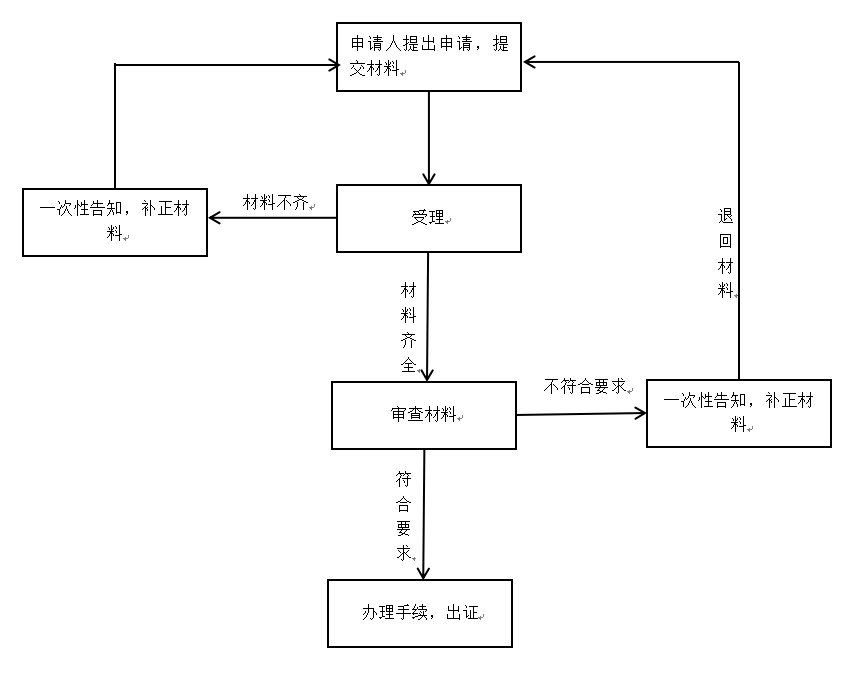 申请人提出申请，提
交材料
一次性告知，补正材
料
材料不齐
受理
退
回
材
料
材
料
齐
全
审查材料
不符合要求
一次性告知，补正材
料
符
合
要
求
办理手续，出证